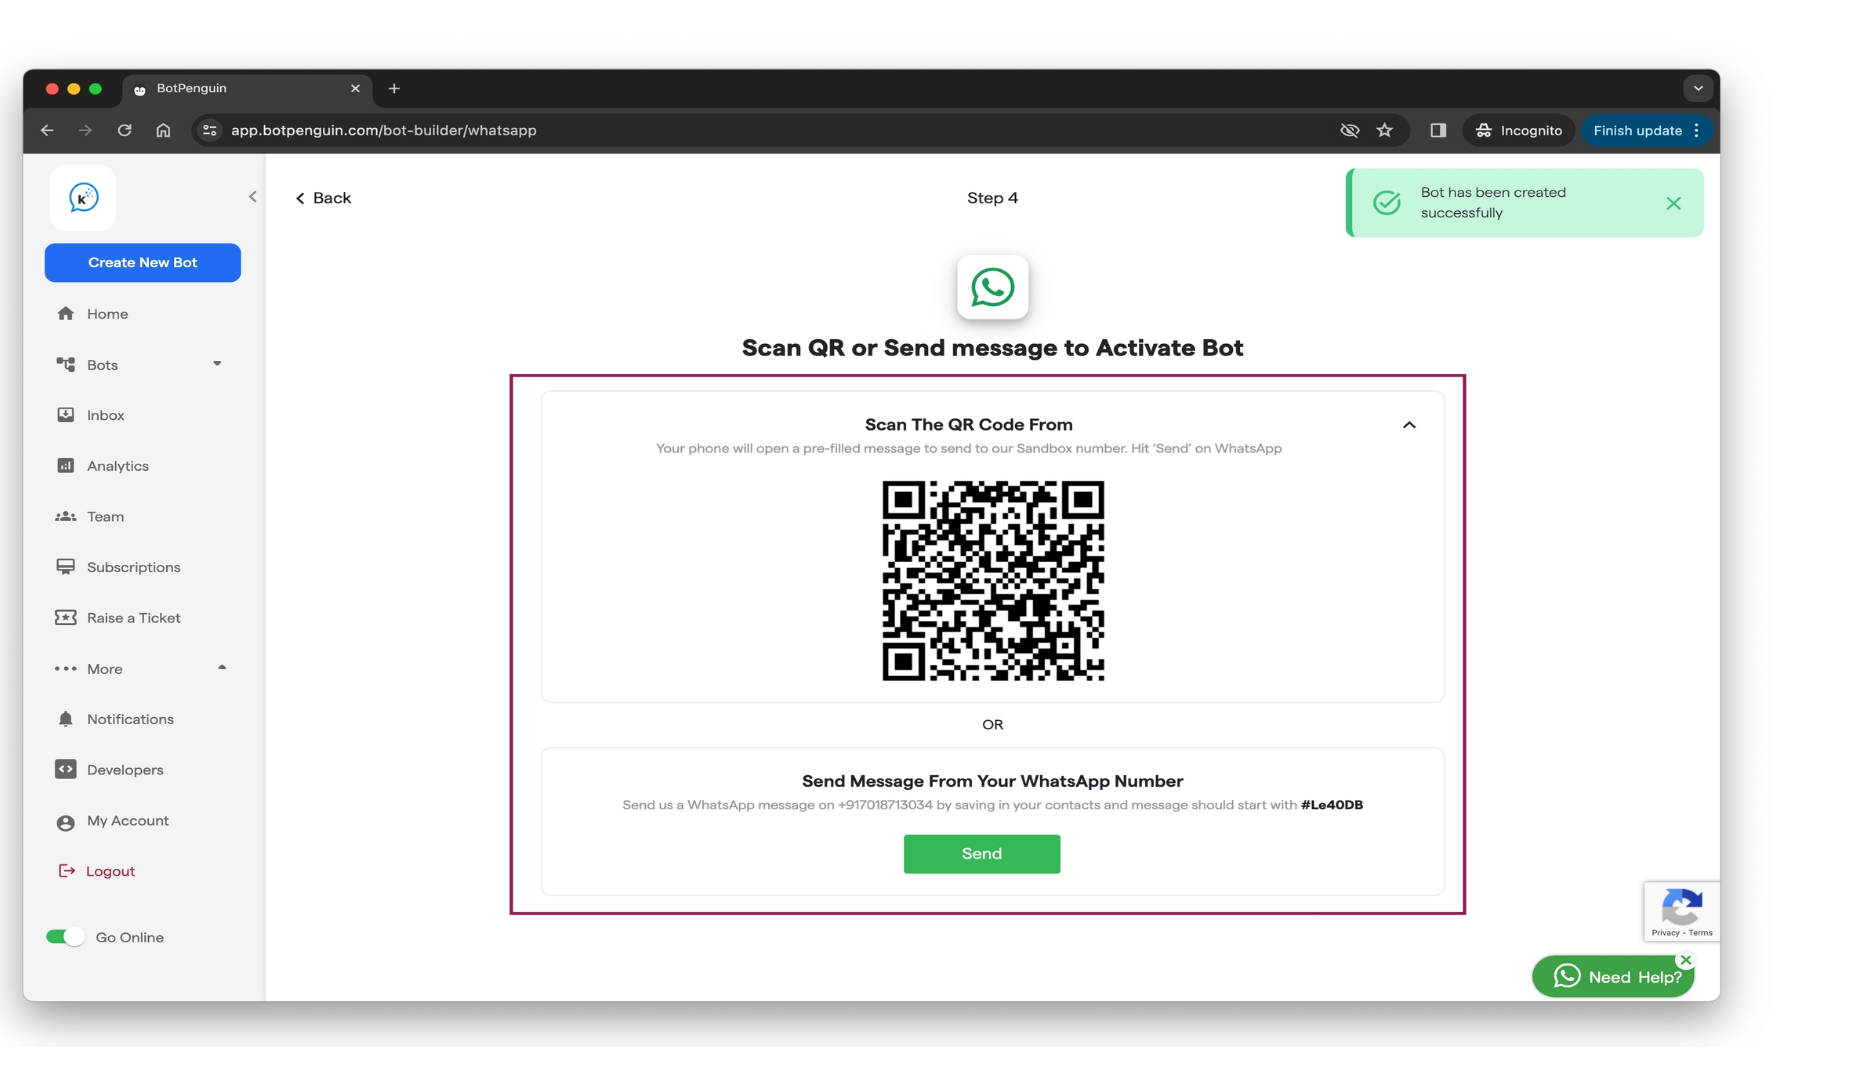 BotPenguin
app.botpenguin.com/bot-builder/whatsapp
Incognito
Finish update
k
Back
Step 4
Bot has been created
successfully
Create New Bot
Home
Bots
Inbox
Analytics
Team
Subscriptions
Raise a Ticket
More
Notifications
Developers
My Account
Logout
Go Online
Scan QR or Send message to Activate Bot
Scan The QR Code From
Your phone will open a pre-filled message to send to our Sandbox number. Hit ‘Send’ on WhatsApp
OR
Send Message From Your WhatsApp Number
Send us a WhatsApp message on +917018713034 by saving in your contacts and message should start with #Le40DB
Send
Privacy - Terms
Need Help?